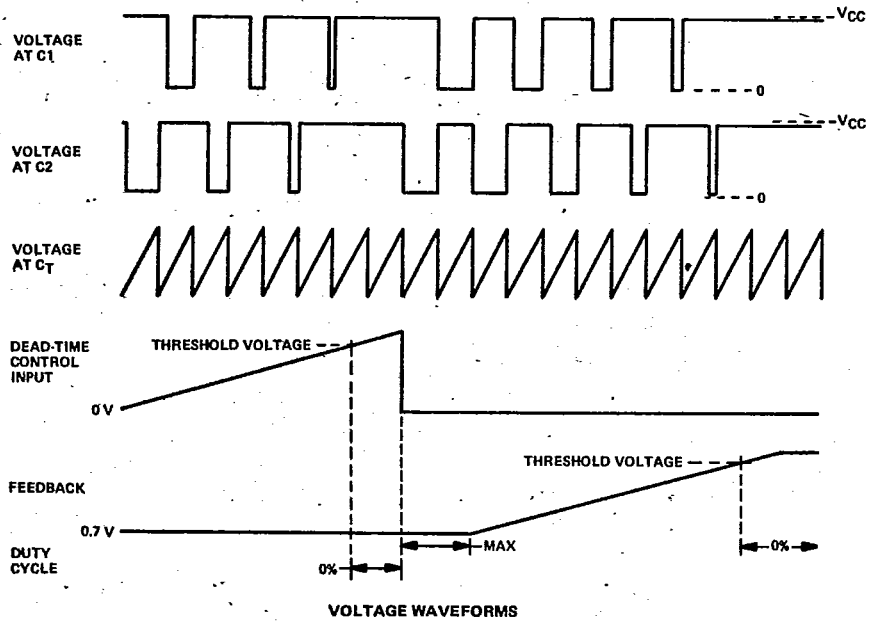 VOLTAGE
AT C1
VCC
0
VOLTAGE
AT C2
VCC
0
VOLTAGE
AT CT
DEAD-TIME
CONTROL
INPUT
THRESHOLD VOLTAGE
0 V
THRESHOLD VOLTAGE
FEEDBACK
0.7 V
DUTY
CYCLE
0%
MAX
0%
VOLTAGE WAVEFORMS